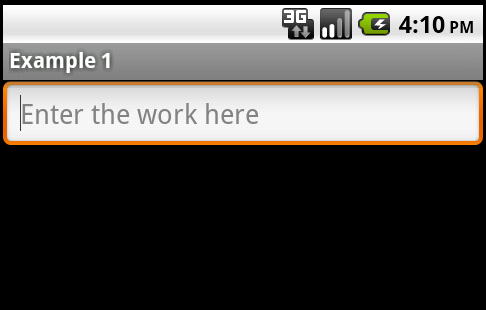 3G
4:10 PM
Example 1
Enter the work here